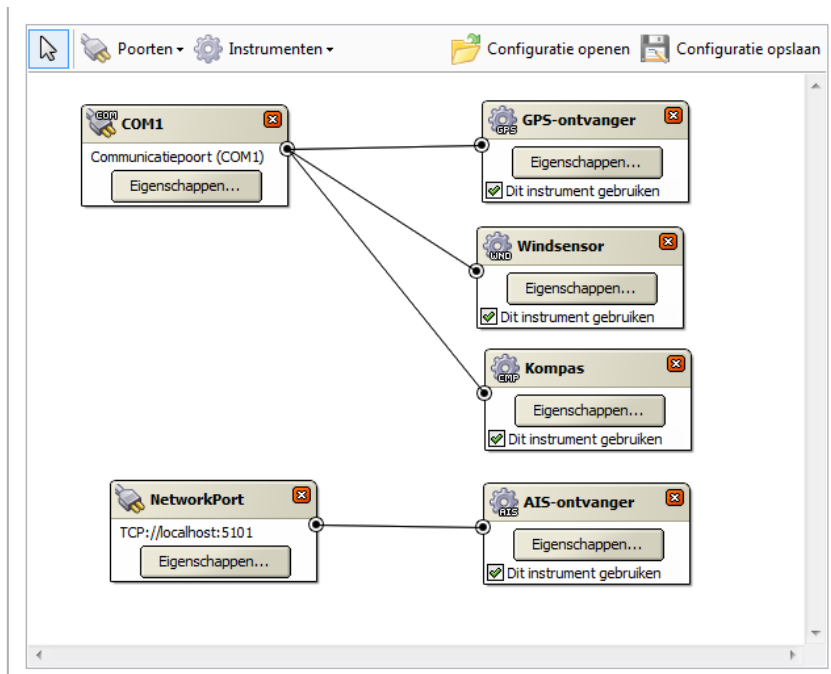 Poorten Instrumenten Configuratie openen Configuratie opslaan
COM COM1
Communicatiepoort (COM1)
Eigenschappen...
GPS GPS-ontvanger
Eigenschappen...
Dit instrument gebruiken
WND Windsensor
Eigenschappen...
Dit instrument gebruiken
CMP Kompas
Eigenschappen...
Dit instrument gebruiken
NetworkPort
TCP://localhost:5101
Eigenschappen...
AIS AIS-ontvanger
Eigenschappen...
Dit instrument gebruiken